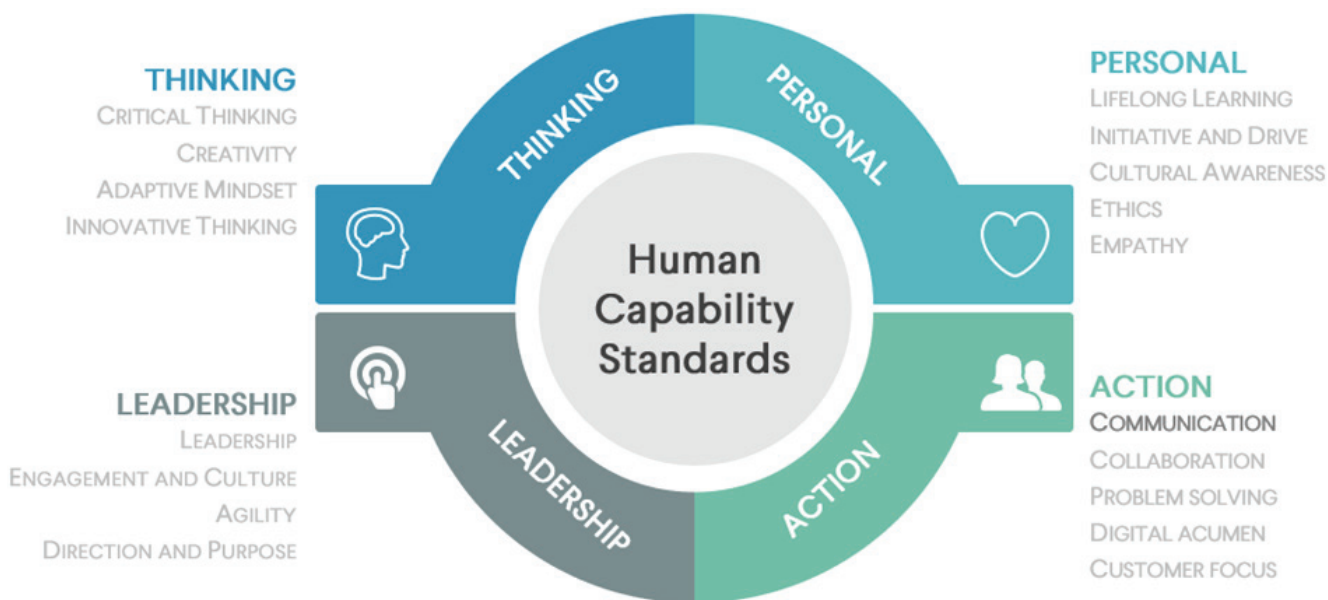 THINKING
CRITICAL THINKING
CREATIVITY
ADAPTIVE MINDSET
INNOVATIVE THINKING
THINKING
PERSONAL
PERSONAL
LIFELONG LEARNING
INITIATIVE AND DRIVE
CULTURAL AWARENESS
ETHICS
EMPATHY
Human
Capability
Standards
LEADERSHIP
LEADERSHIP
ENGAGEMENT AND CULTURE
AGILITY
DIRECTION AND PURPOSE
LEADERSHIP
ACTION
ACTION
COMMUNICATION
COLLABORATION
PROBLEM SOLVING
DIGITAL ACUMEN
CUSTOMER FOCUS